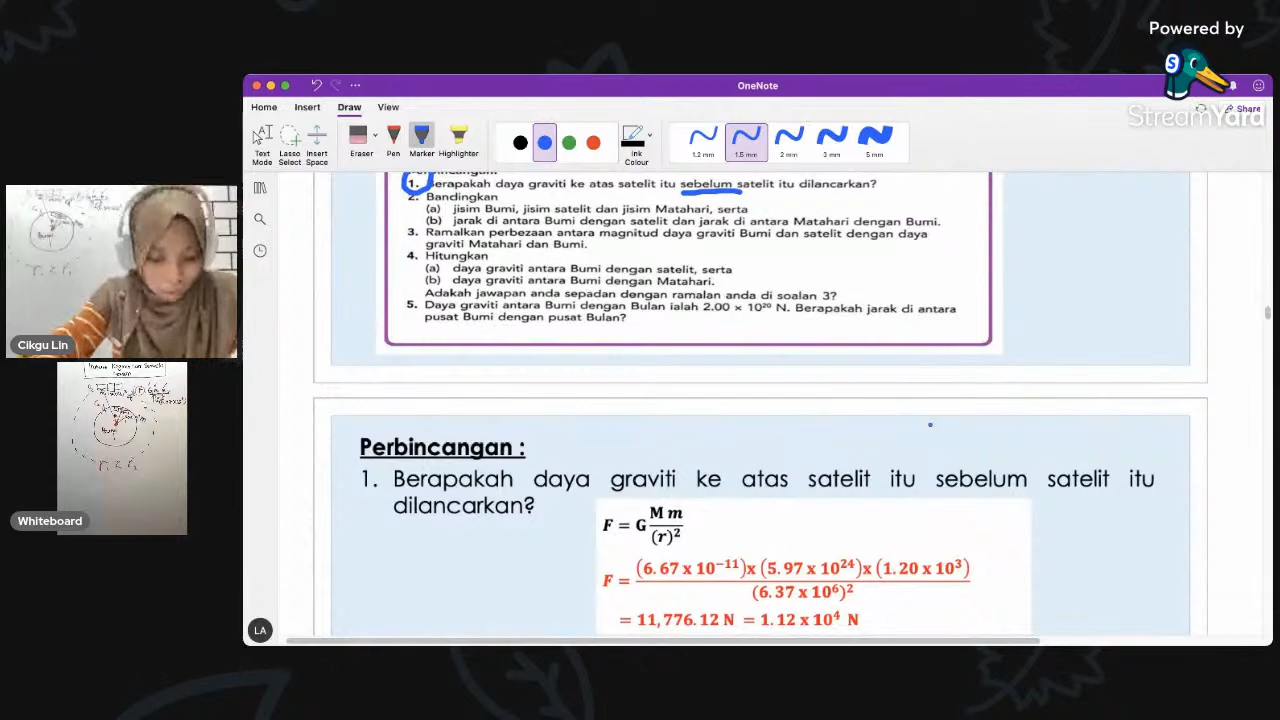 Powered by
StreamYard
OneNote
Home Insert Draw View
Share
Text Mode
Lasso Select
Insert Space
Eraser
Pen
Marker
Highlighter
Ink Colour
1.2 mm
1.5 mm
2 mm
3 mm
5 mm
1. Berapakah daya graviti ke atas satelit itu sebelum satelit itu dilancarkan?
2. Bandingkan
(a) jisim Bumi, jisim satelit dan jisim Matahari, serta
(b) jarak di antara Bumi dengan satelit dan jarak di antara Matahari dengan Bumi.
3. Ramalkan perbezaan antara magnitud daya graviti Bumi dan satelit dengan daya
graviti Matahari dan Bumi.
4. Hitungkan
(a) daya graviti antara Bumi dengan satelit, serta
(b) daya graviti antara Bumi dengan Matahari.
Adakah jawapan anda sepadan dengan ramalan anda di soalan 3?
5. Daya graviti antara Bumi dengan Bulan ialah 2.00 × 10²⁰ N. Berapakah jarak di antara
pusat Bumi dengan pusat Bulan?
Perbincangan :
1. Berapakah daya graviti ke atas satelit itu sebelum satelit itu
dilancarkan?
F = G M m / (r)²
F = (6.67 x 10⁻¹¹)x (5.97 x 10²⁴)x (1.20 x 10³) / (6.37 x 10⁶)²
= 11,776.12 N = 1.12 x 10⁴ N
LA
Cikgu Lin
Bumi
r₁ < r₂
Whiteboard